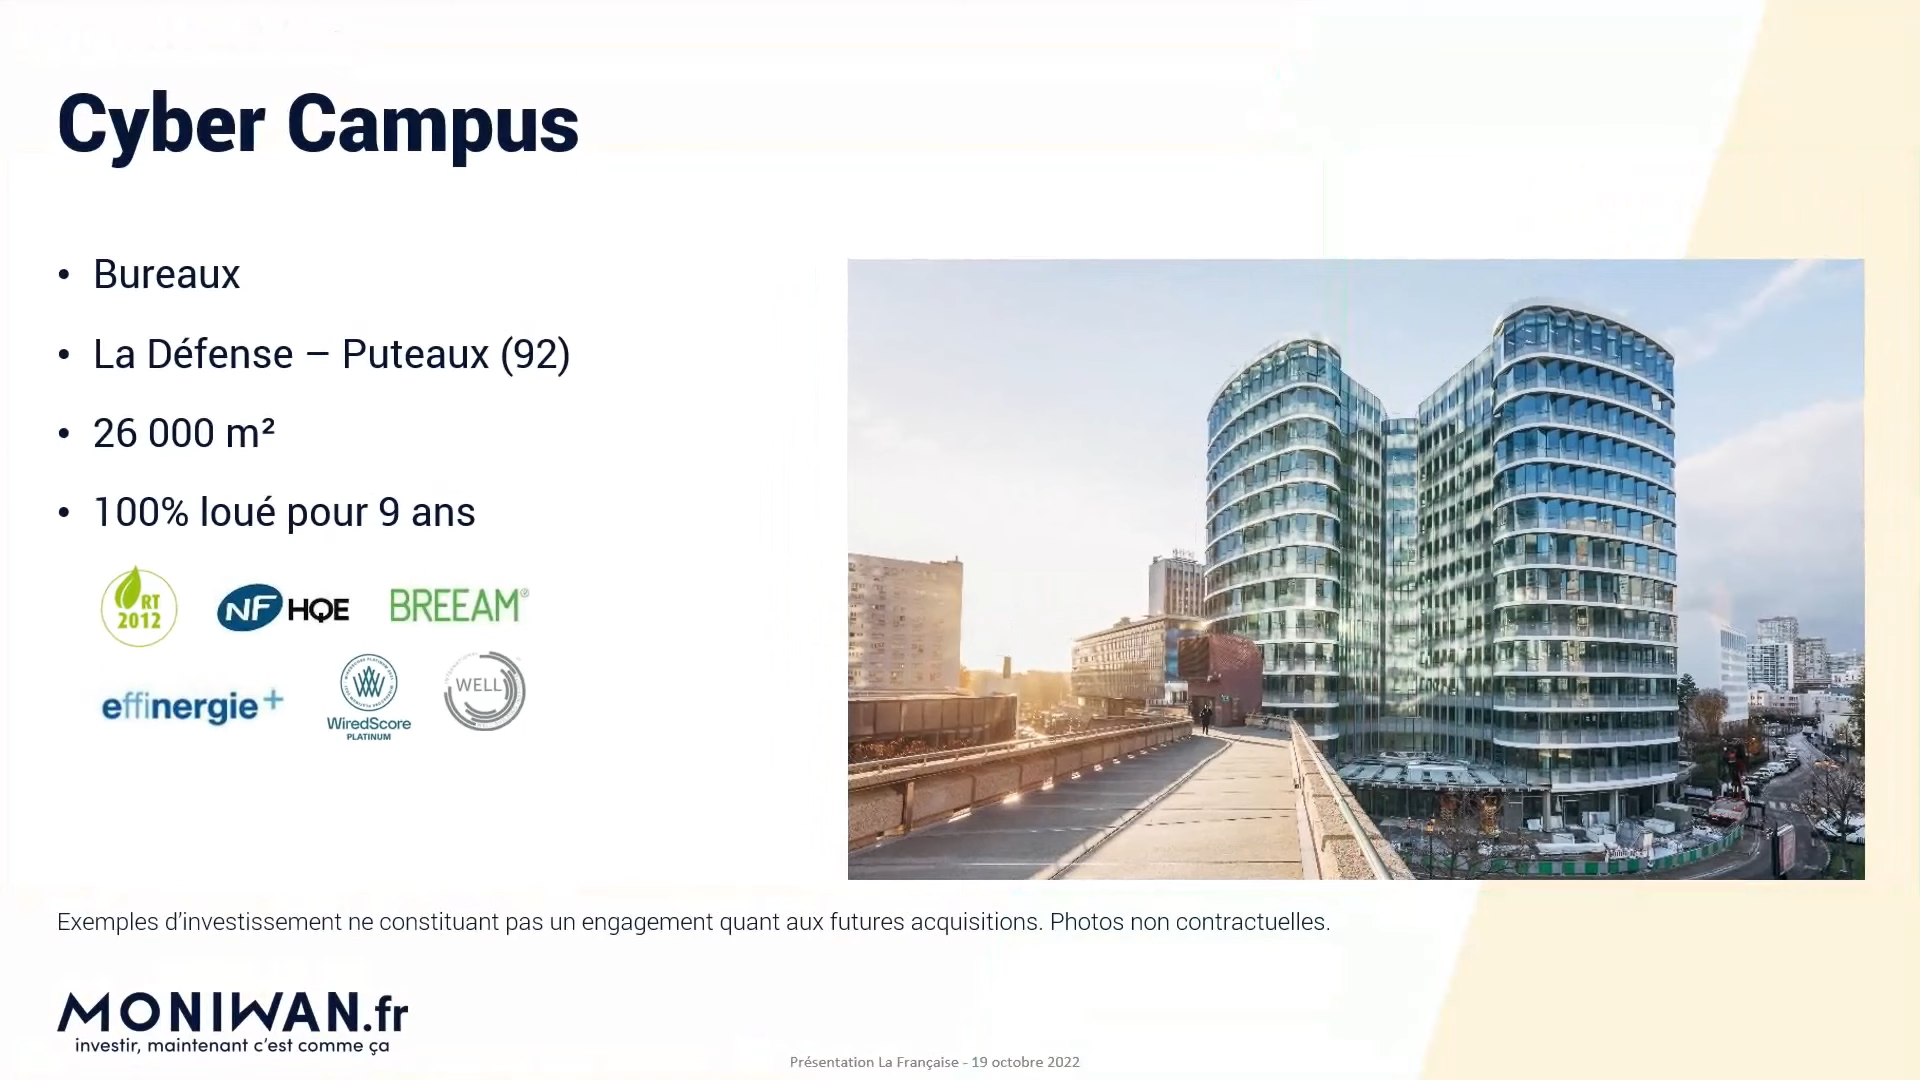 Cyber Campus
• Bureaux
• La Défense – Puteaux (92)
• 26 000 m²
• 100% loué pour 9 ans
RT
2012
NF HQE
BREEAM®
effinergie+
WiredScore
PLATINUM
WELL
Exemples d’investissement ne constituant pas un engagement quant aux futures acquisitions. Photos non contractuelles.
MONIWAN.fr
investir, maintenant c’est comme ça
Présentation La Française - 19 octobre 2022